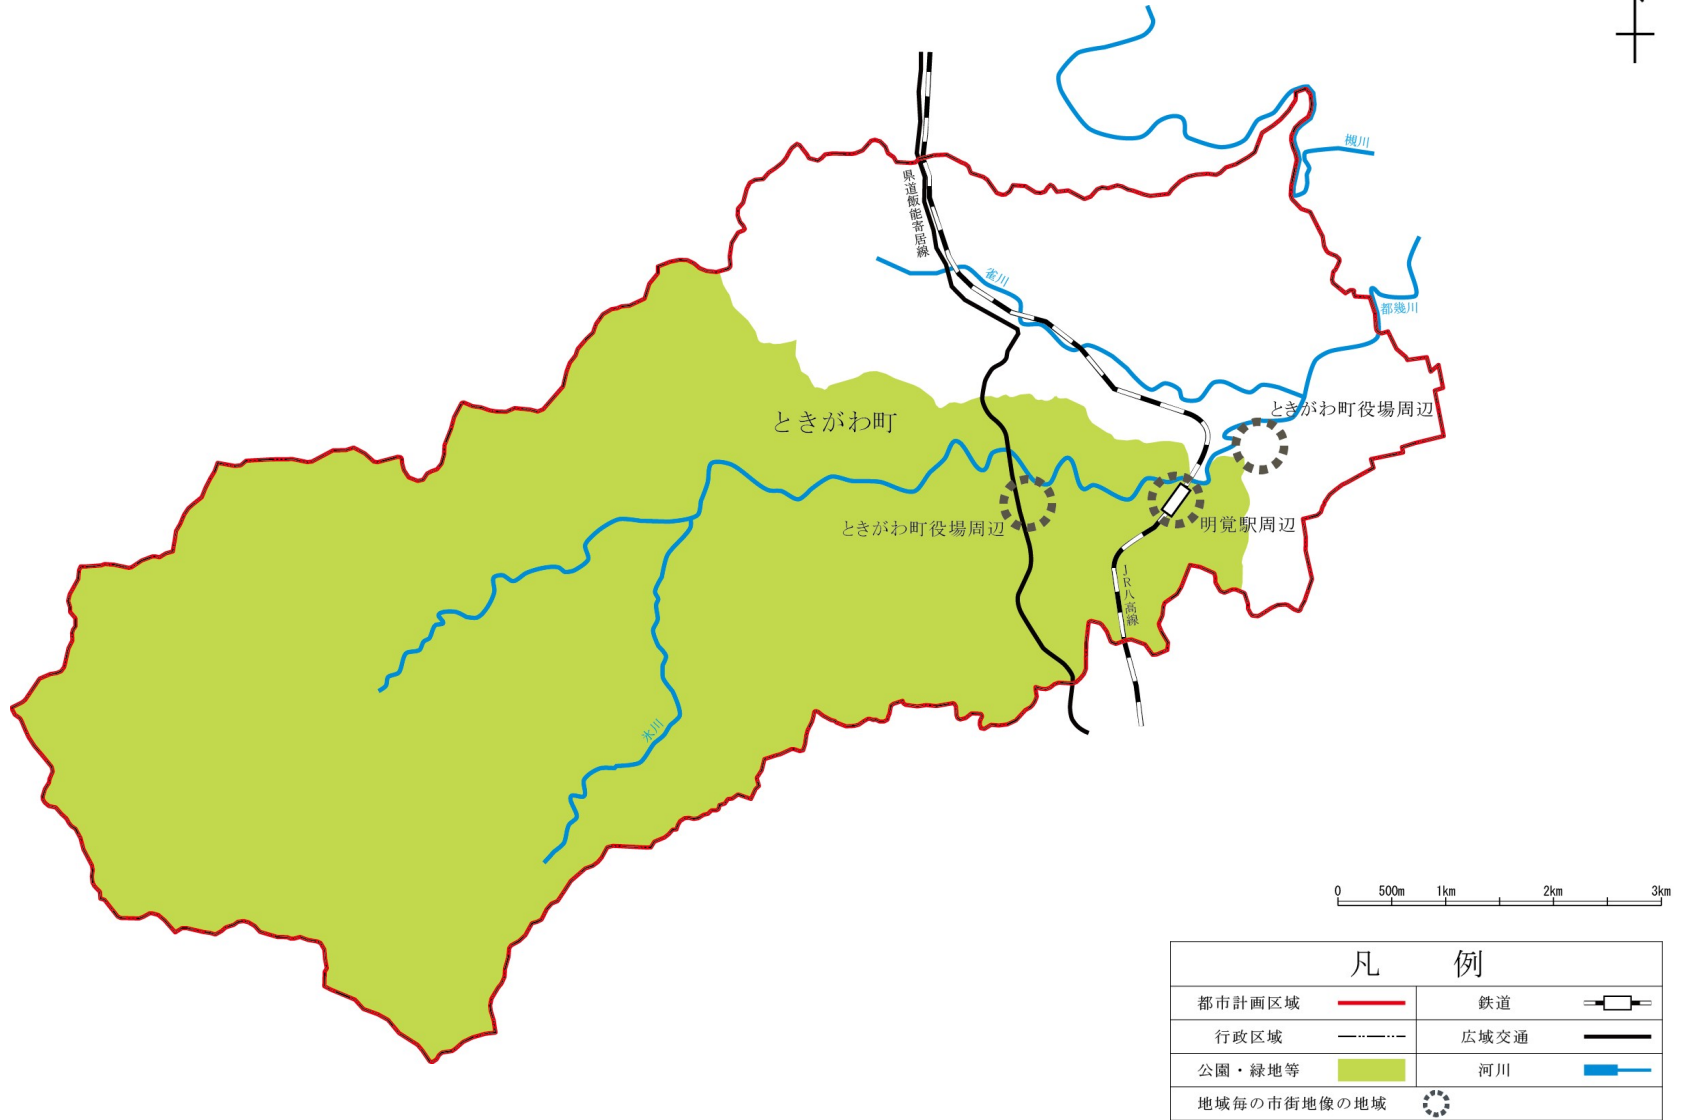 槻川
県道飯能寄居線
雀川
都幾川
ときがわ町役場周辺
ときがわ町
ときがわ町役場周辺
明覚駅周辺
JR八高線
氷川
0 500m 1km 2km 3km
凡 例
都市計画区域 鉄道
行政区域 広域交通
公園・緑地等 河川
地域毎の市街地像の地域